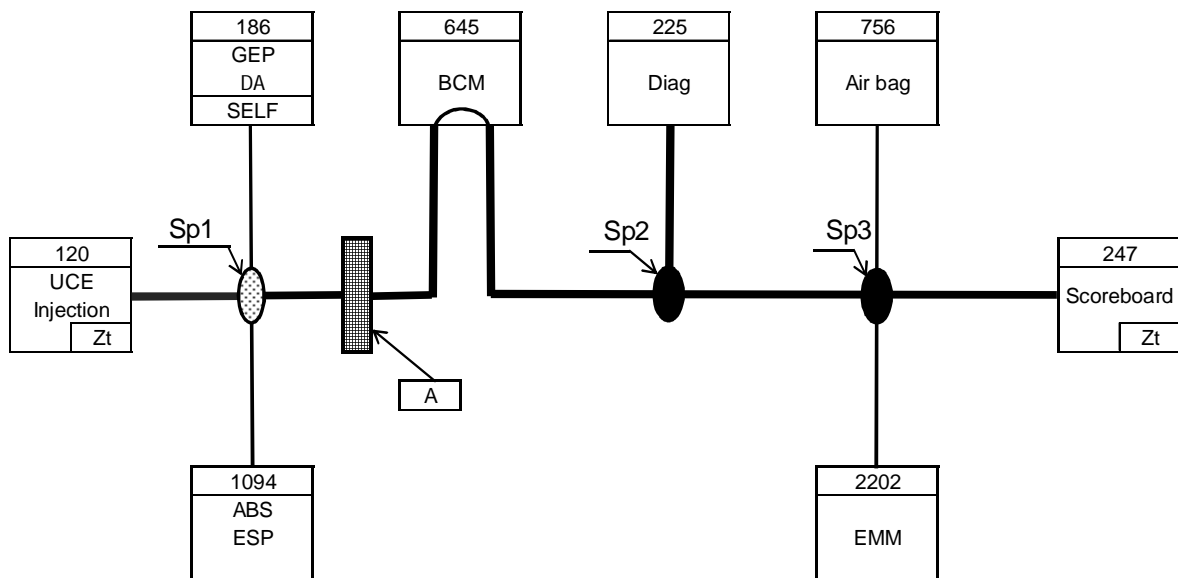 186
GEP
DA
SELF
645
BCM
225
Diag
756
Air bag
Sp1
Sp2
Sp3
120
UCE
Injection
Zt
247
Scoreboard
Zt
A
1094
ABS
ESP
2202
EMM